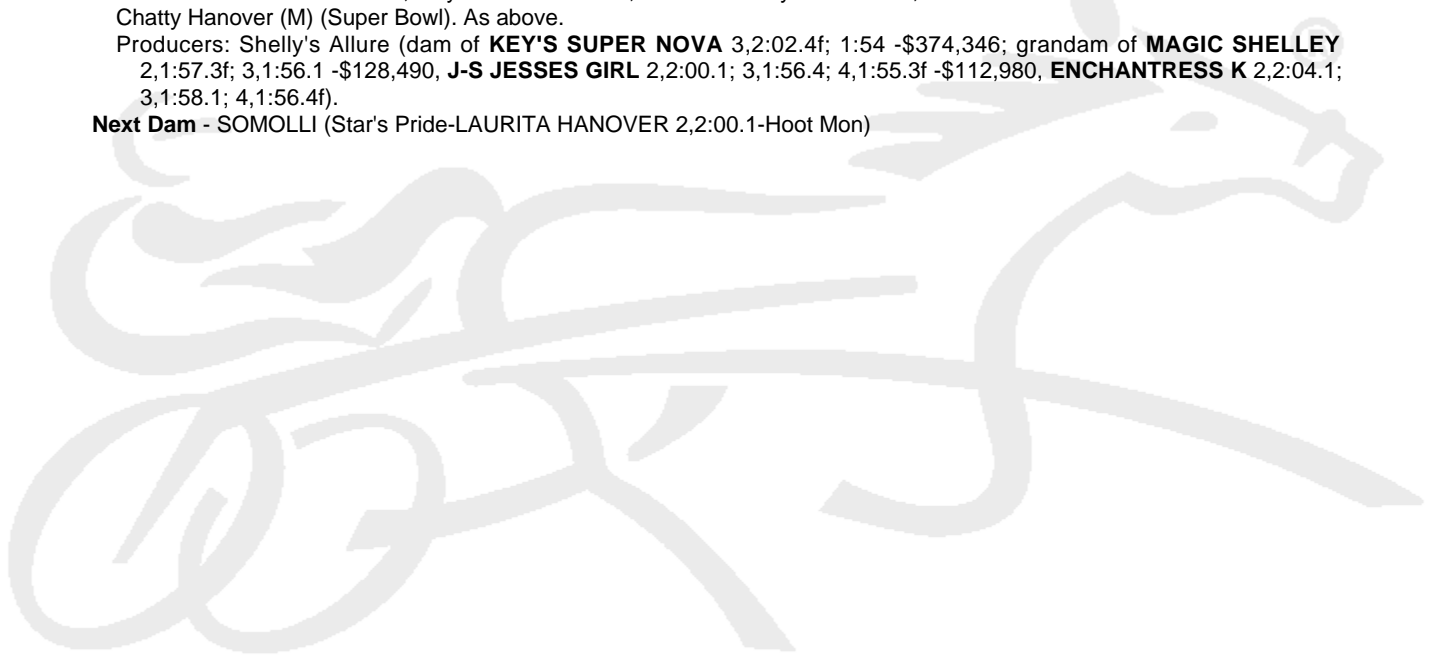 Chatty Hanover (M) (Super Bowl). As above.
Producers: Shelly's Allure (dam of KEY'S SUPER NOVA 3,2:02.4f; 1:54 -$374,346; grandam of MAGIC SHELLEY
2,1:57.3f; 3,1:56.1 -$128,490, J-S JESSES GIRL 2,2:00.1; 3,1:56.4; 4,1:55.3f -$112,980, ENCHANTRESS K 2,2:04.1;
3,1:58.1; 4,1:56.4f).
Next Dam - SOMOLLI (Star's Pride-LAURITA HANOVER 2,2:00.1-Hoot Mon)